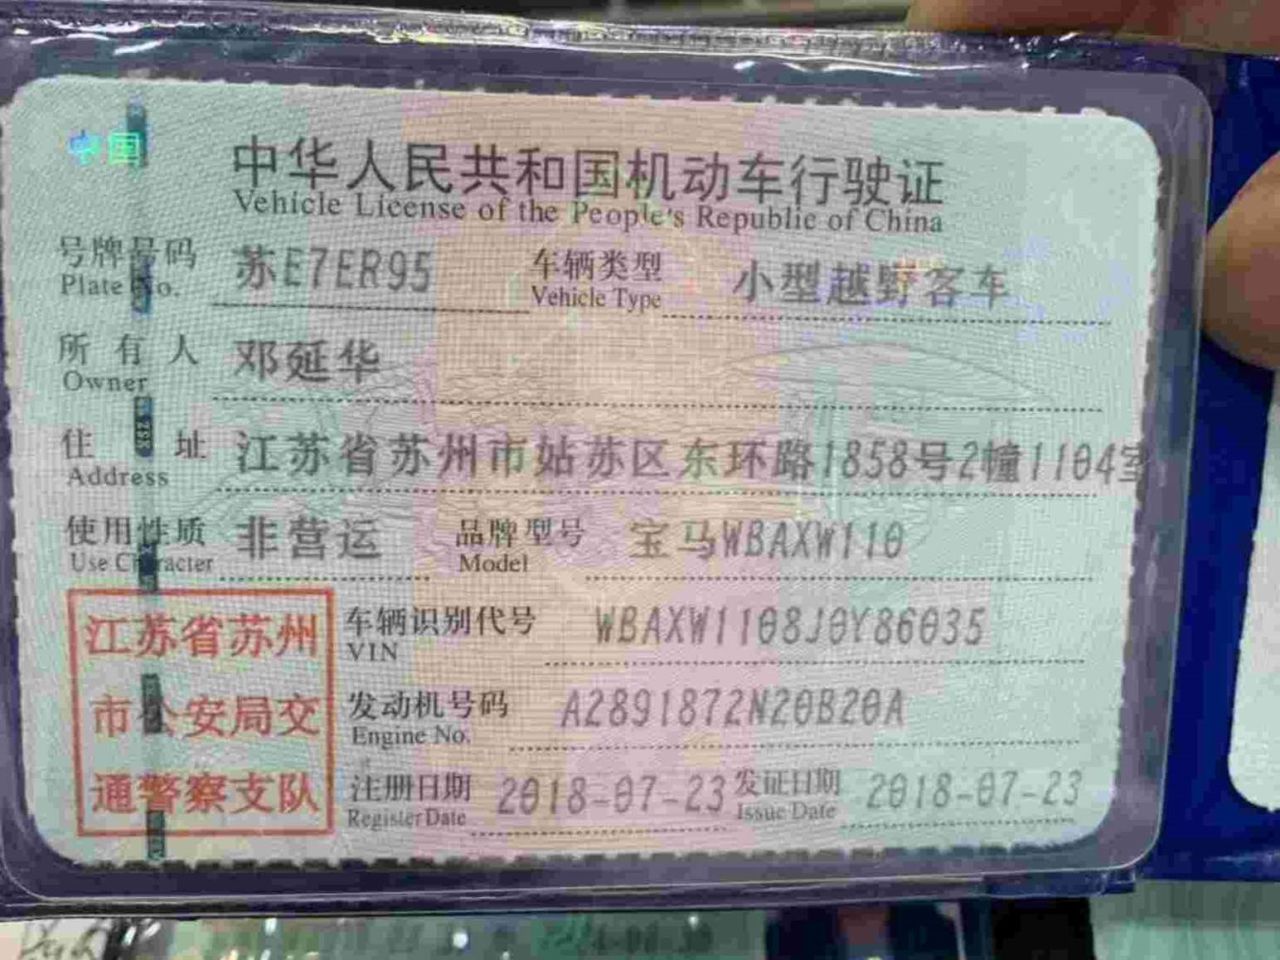 中国
中华人民共和国机动车行驶证
Vehicle License of the People's Republic of China
号牌号码 苏E7ER95 车辆类型 小型越野客车
Plate No. Vehicle Type
所有人 邓延华
Owner
住址 江苏省苏州市姑苏区东环路1858号2幢1104室
Address
使用性质 非营运 品牌型号 宝马WBAXW110
Use Character Model
江苏省苏州
市公安局交
通警察支队
车辆识别代号 WBAXW1108J0Y86035
VIN
发动机号码 A2891872N20B20A
Engine No.
注册日期 2018-07-23 发证日期 2018-07-23
Register Date Issue Date